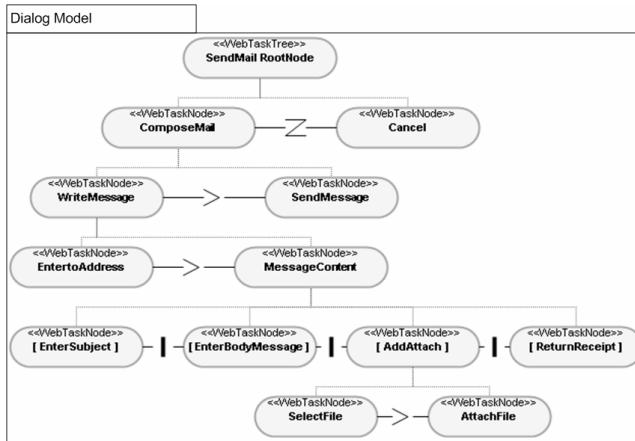 Dialog Model
<<WebTaskTree>>
SendMail RootNode
<<WebTaskNode>>
ComposeMail
<<WebTaskNode>>
Cancel
<<WebTaskNode>>
WriteMessage
<<WebTaskNode>>
SendMessage
<<WebTaskNode>>
EntertoAddress
<<WebTaskNode>>
MessageContent
<<WebTaskNode>>
[ EnterSubject ]
<<WebTaskNode>>
[ EnterBodyMessage ]
<<WebTaskNode>>
[ AddAttach ]
<<WebTaskNode>>
[ ReturnReceipt ]
<<WebTaskNode>>
SelectFile
<<WebTaskNode>>
AttachFile